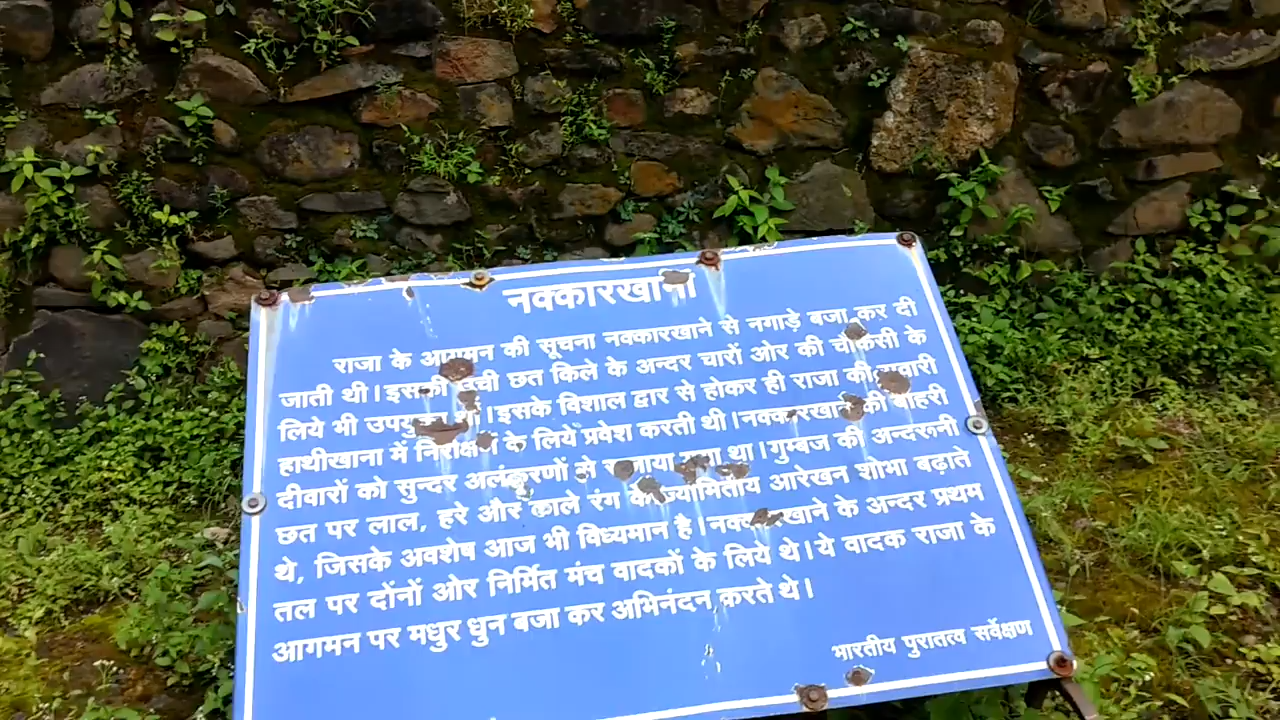 नक्कारखाना
राजा के आगमन की सूचना नक्कारखाने से नगाड़े बजा कर दी
जाती थी। इसकी छत किले के अन्दर चारों ओर की चौकसी के
लिये भी इसके विशाल द्वार से होकर ही राजा की सवारी
हाथीखाना में निरीक्षण के लिये प्रवेश करती थी। नक्कारखाने की बाहरी
दीवारों को सुन्दर अलंकरणों से सजाया गया था। गुम्बज की अन्दरूनी
छत पर लाल, हरे और काले रंग के ज्यामितीय आरेखन शोभा बढ़ाते
थे, जिसके अवशेष आज भी विध्यमान है। नक्कारखाने के अन्दर प्रथम
तल पर दोंनों ओर निर्मित मंच वादकों के लिये थे। ये वादक राजा के
आगमन पर मधुर धुन बजा कर अभिनंदन करते थे।
भारतीय पुरातत्व सर्वेक्षण